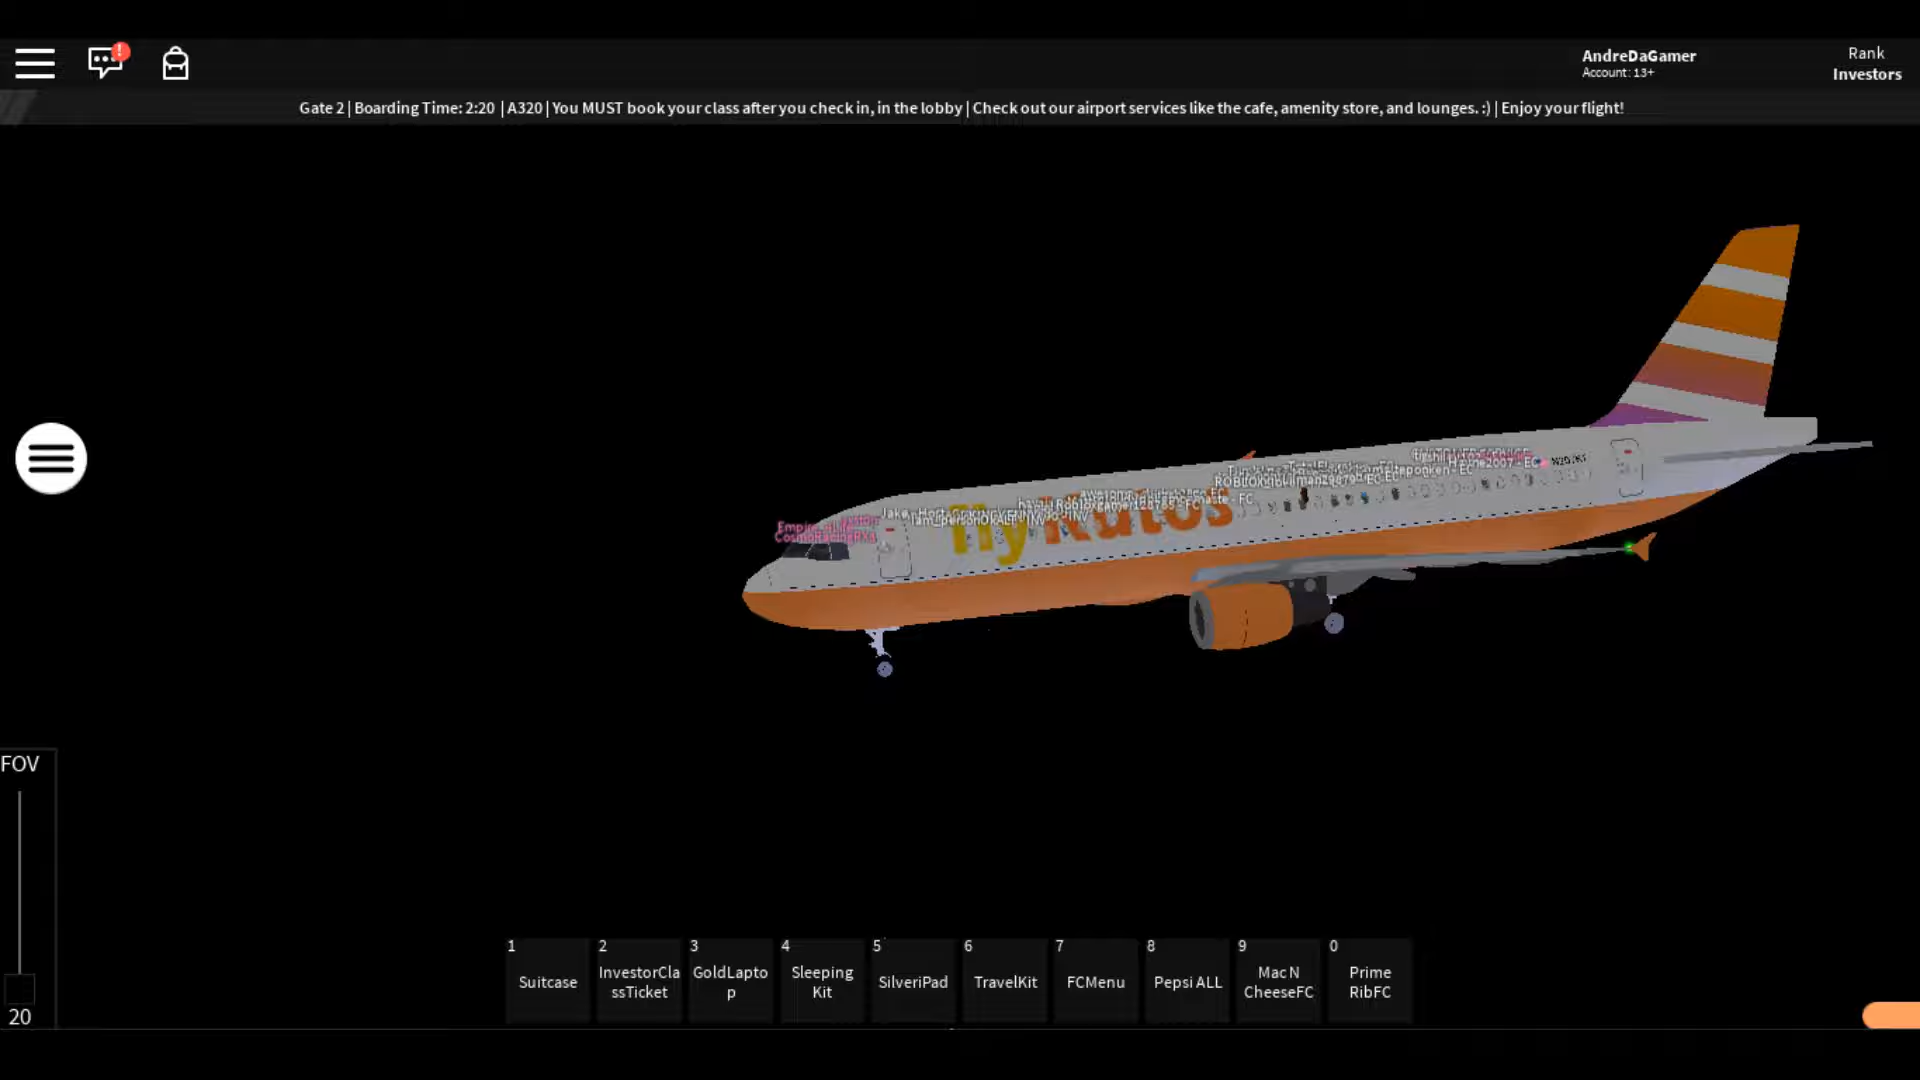 AndreDaGamer
Account: 13+
Rank
Investors
Gate 2 | Boarding Time: 2:20 | A320 | You MUST book your class after you check in, in the lobby | Check out our airport services like the cafe, amenity store, and lounges. :) | Enjoy your flight!
fly Kutos
CosmoRacingRX3
FOV
20
1
Suitcase
2
InvestorCla
ssTicket
3
GoldLapto
p
4
Sleeping
Kit
5
SilveriPad
6
TravelKit
7
FCMenu
8
Pepsi ALL
9
Mac N
CheeseFC
0
Prime
RibFC